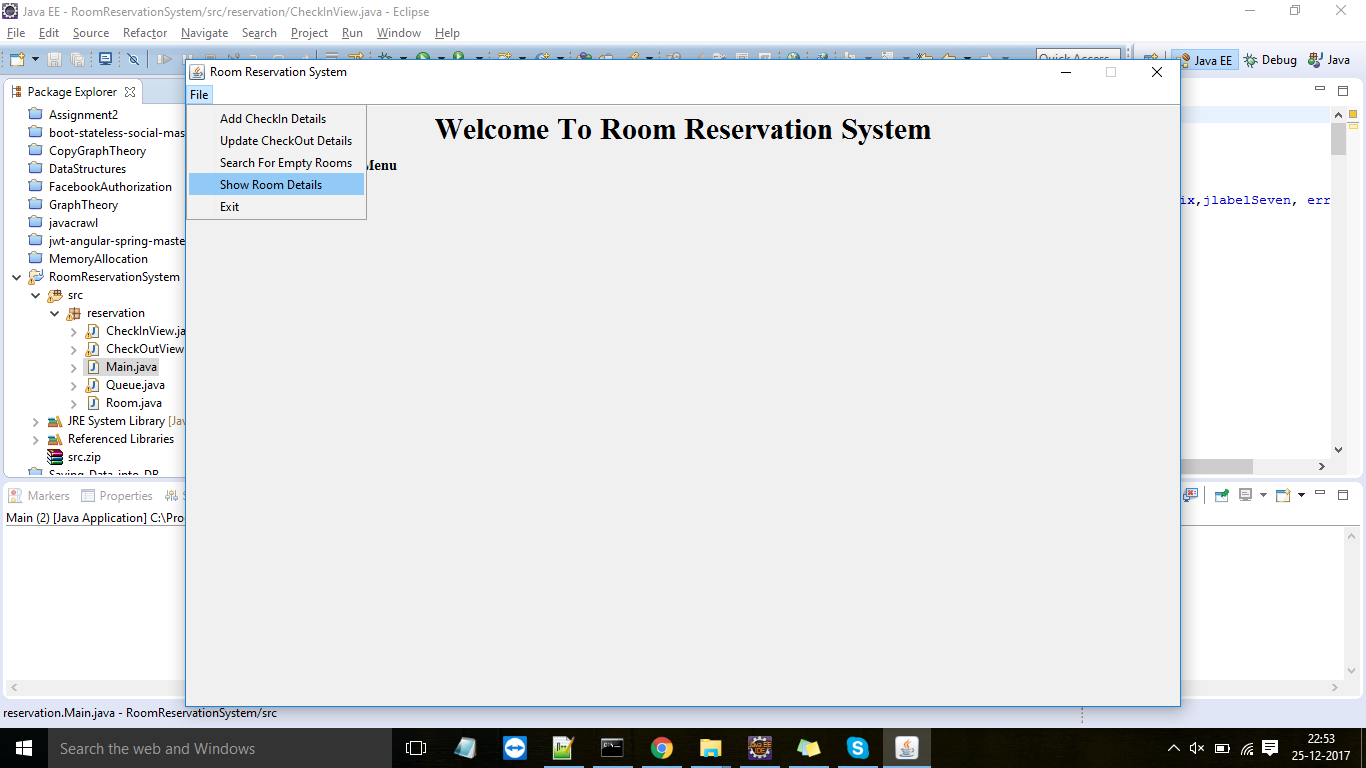 Java EE - RoomReservationSystem/src/reservation/CheckInView.java - Eclipse
File Edit Source Refactor Navigate Search Project Run Window Help
Quick Access
Java EE Debug Java
Room Reservation System
File
Package Explorer
Add CheckIn Details
Update CheckOut Details
Search For Empty Rooms
Show Room Details
Exit
Welcome To Room Reservation System
Menu
Assignment2
boot-stateless-social-mas
CopyGraphTheory
DataStructures
FacebookAuthorization
GraphTheory
javacrawl
jwt-angular-spring-maste
MemoryAllocation
RoomReservationSystem
src
reservation
CheckInView.ja
CheckOutView
Main.java
Queue.java
Room.java
JRE System Library [Jav
Referenced Libraries
src.zip
Saving_Data_into_DB
ix,jlabelSeven, err
Markers Properties S
Main (2) [Java Application] C:\Pro
reservation.Main.java - RoomReservationSystem/src
Search the web and Windows
22:53
25-12-2017